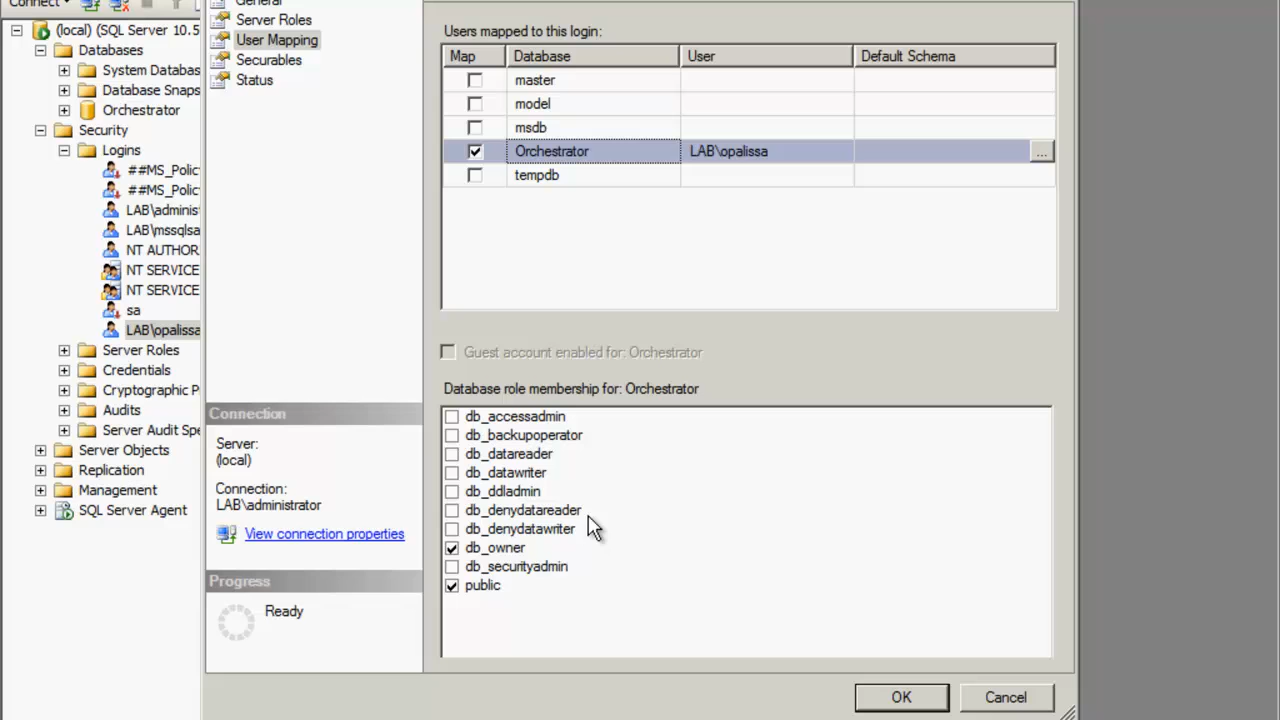 Connect
(local) (SQL Server 10.5
Databases
System Databas
Database Snaps
Orchestrator
Security
Logins
##MS_Polic
##MS_Polic
LAB\adminis
LAB\mssqlsa
NT AUTHOR
NT SERVICE
NT SERVICE
sa
LAB\opalissa
Server Roles
Credentials
Cryptographic P
Audits
Server Audit Spe
Server Objects
Replication
Management
SQL Server Agent
General
Server Roles
User Mapping
Securables
Status
Connection
Server:
(local)
Connection:
LAB\administrator
View connection properties
Progress
Ready
Users mapped to this login:
Map Database User Default Schema
master
model
msdb
Orchestrator LAB\opalissa ...
tempdb
Guest account enabled for: Orchestrator
Database role membership for: Orchestrator
db_accessadmin
db_backupoperator
db_datareader
db_datawriter
db_ddladmin
db_denydatareader
db_denydatawriter
db_owner
db_securityadmin
public
OK Cancel